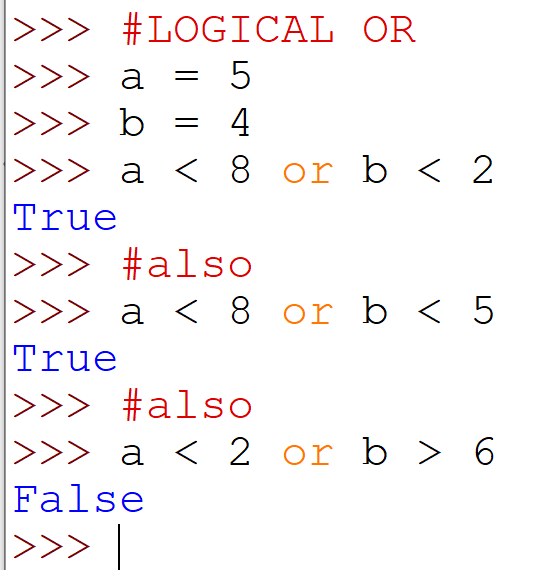 >>> #LOGICAL OR
>>> a = 5
>>> b = 4
>>> a < 8 or b < 2
True
>>> #also
>>> a < 8 or b < 5
True
>>> #also
>>> a < 2 or b > 6
False
>>>